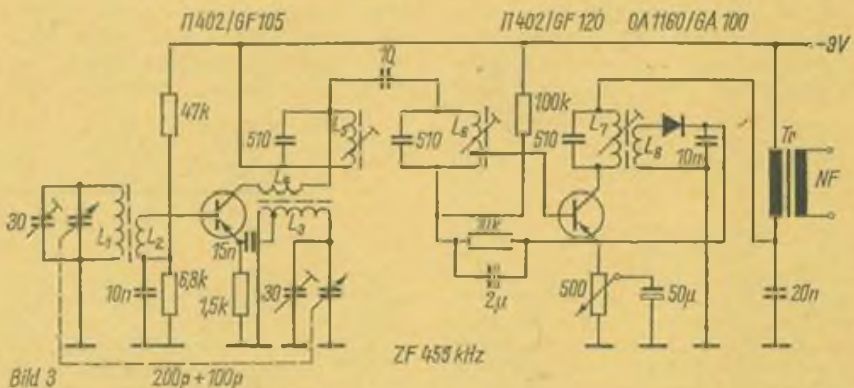 П402/GF105 П402/GF120 OA1160/GA100
-9V
10
47k
510
L5
510
L6
100k
510
L7
L8
10n
Tr
NF
L4
L3
30
L1
L2
15n
10k
10n
6,8k
1,5k
30
2µ
500
50µ
20n
ZF 455 kHz
Bild 3 200p+100p